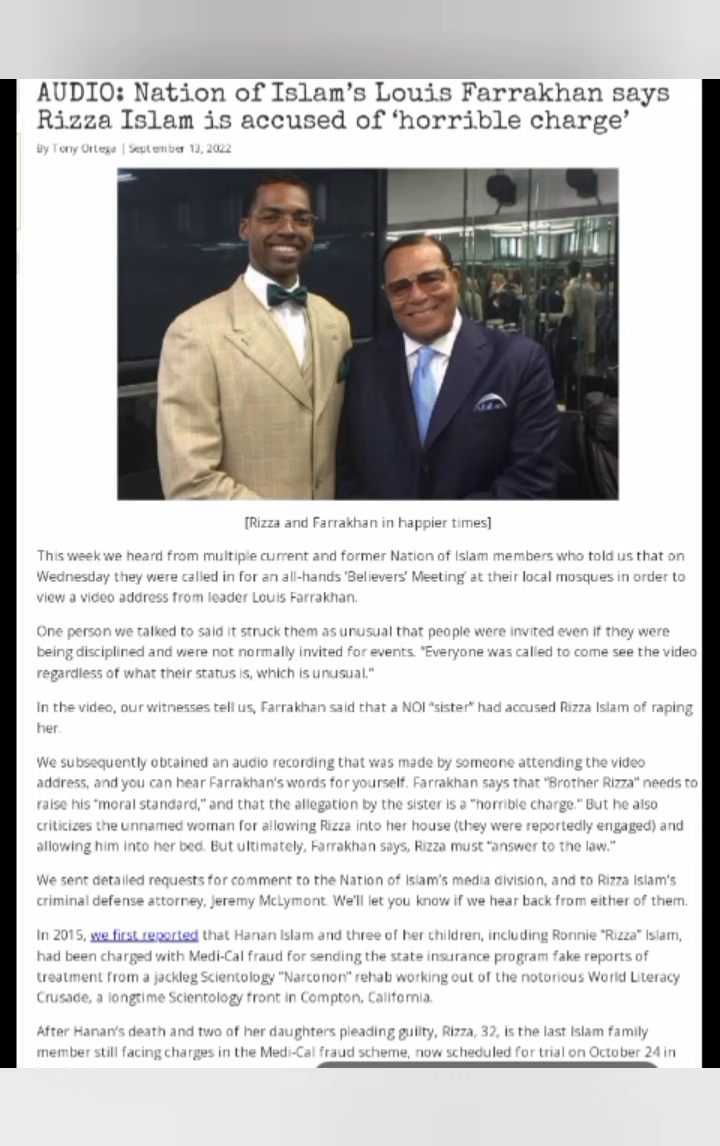 AUDIO: Nation of Islam's Louis Farrakhan says
Rizza Islam is accused of 'horrible charge'
By Tony Ortega | September 13, 2022
[Rizza and Farrakhan in happier times]
This week we heard from multiple current and former Nation of Islam members who told us that on
Wednesday they were called in for an all-hands 'Believers' Meeting' at their local mosques in order to
view a video address from leader Louis Farrakhan.
One person we talked to said it struck them as unusual that people were invited even if they were
being disciplined and were not normally invited for events. "Everyone was called to come see the video
regardless of what their status is, which is unusual."
In the video, our witnesses tell us, Farrakhan said that a NOI "sister" had accused Rizza Islam of raping
her.
We subsequently obtained an audio recording that was made by someone attending the video
address, and you can hear Farrakhan's words for yourself. Farrakhan says that "Brother Rizza" needs to
raise his "moral standard," and that the allegation by the sister is a "horrible charge." But he also
criticizes the unnamed woman for allowing Rizza into her house (they were reportedly engaged) and
allowing him into her bed. But ultimately, Farrakhan says, Rizza must "answer to the law."
We sent detailed requests for comment to the Nation of Islam's media division, and to Rizza Islam's
criminal defense attorney, Jeremy McLymont. We'll let you know if we hear back from either of them.
In 2015, we first reported that Hanan Islam and three of her children, including Ronnie "Rizza" Islam,
had been charged with Medi-Cal fraud for sending the state insurance program fake reports of
treatment from a jackleg Scientology "Narconon" rehab working out of the notorious World Literacy
Crusade, a longtime Scientology front in Compton, California.
After Hanan's death and two of her daughters pleading guilty, Rizza, 32, is the last Islam family
member still facing charges in the Medi-Cal fraud scheme, now scheduled for trial on October 24 in